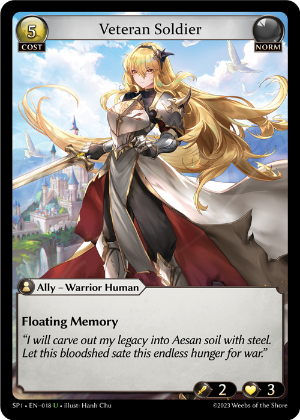 5
COST
Veteran Soldier
NORM
Ally – Warrior Human
Floating Memory
“I will carve out my legacy into Aesan soil with steel.
Let this bloodshed sate this endless hunger for war.”
2
3
SP1 • EN-018 U • illust: Hanh Chu
©2023 Weebs of the Shore